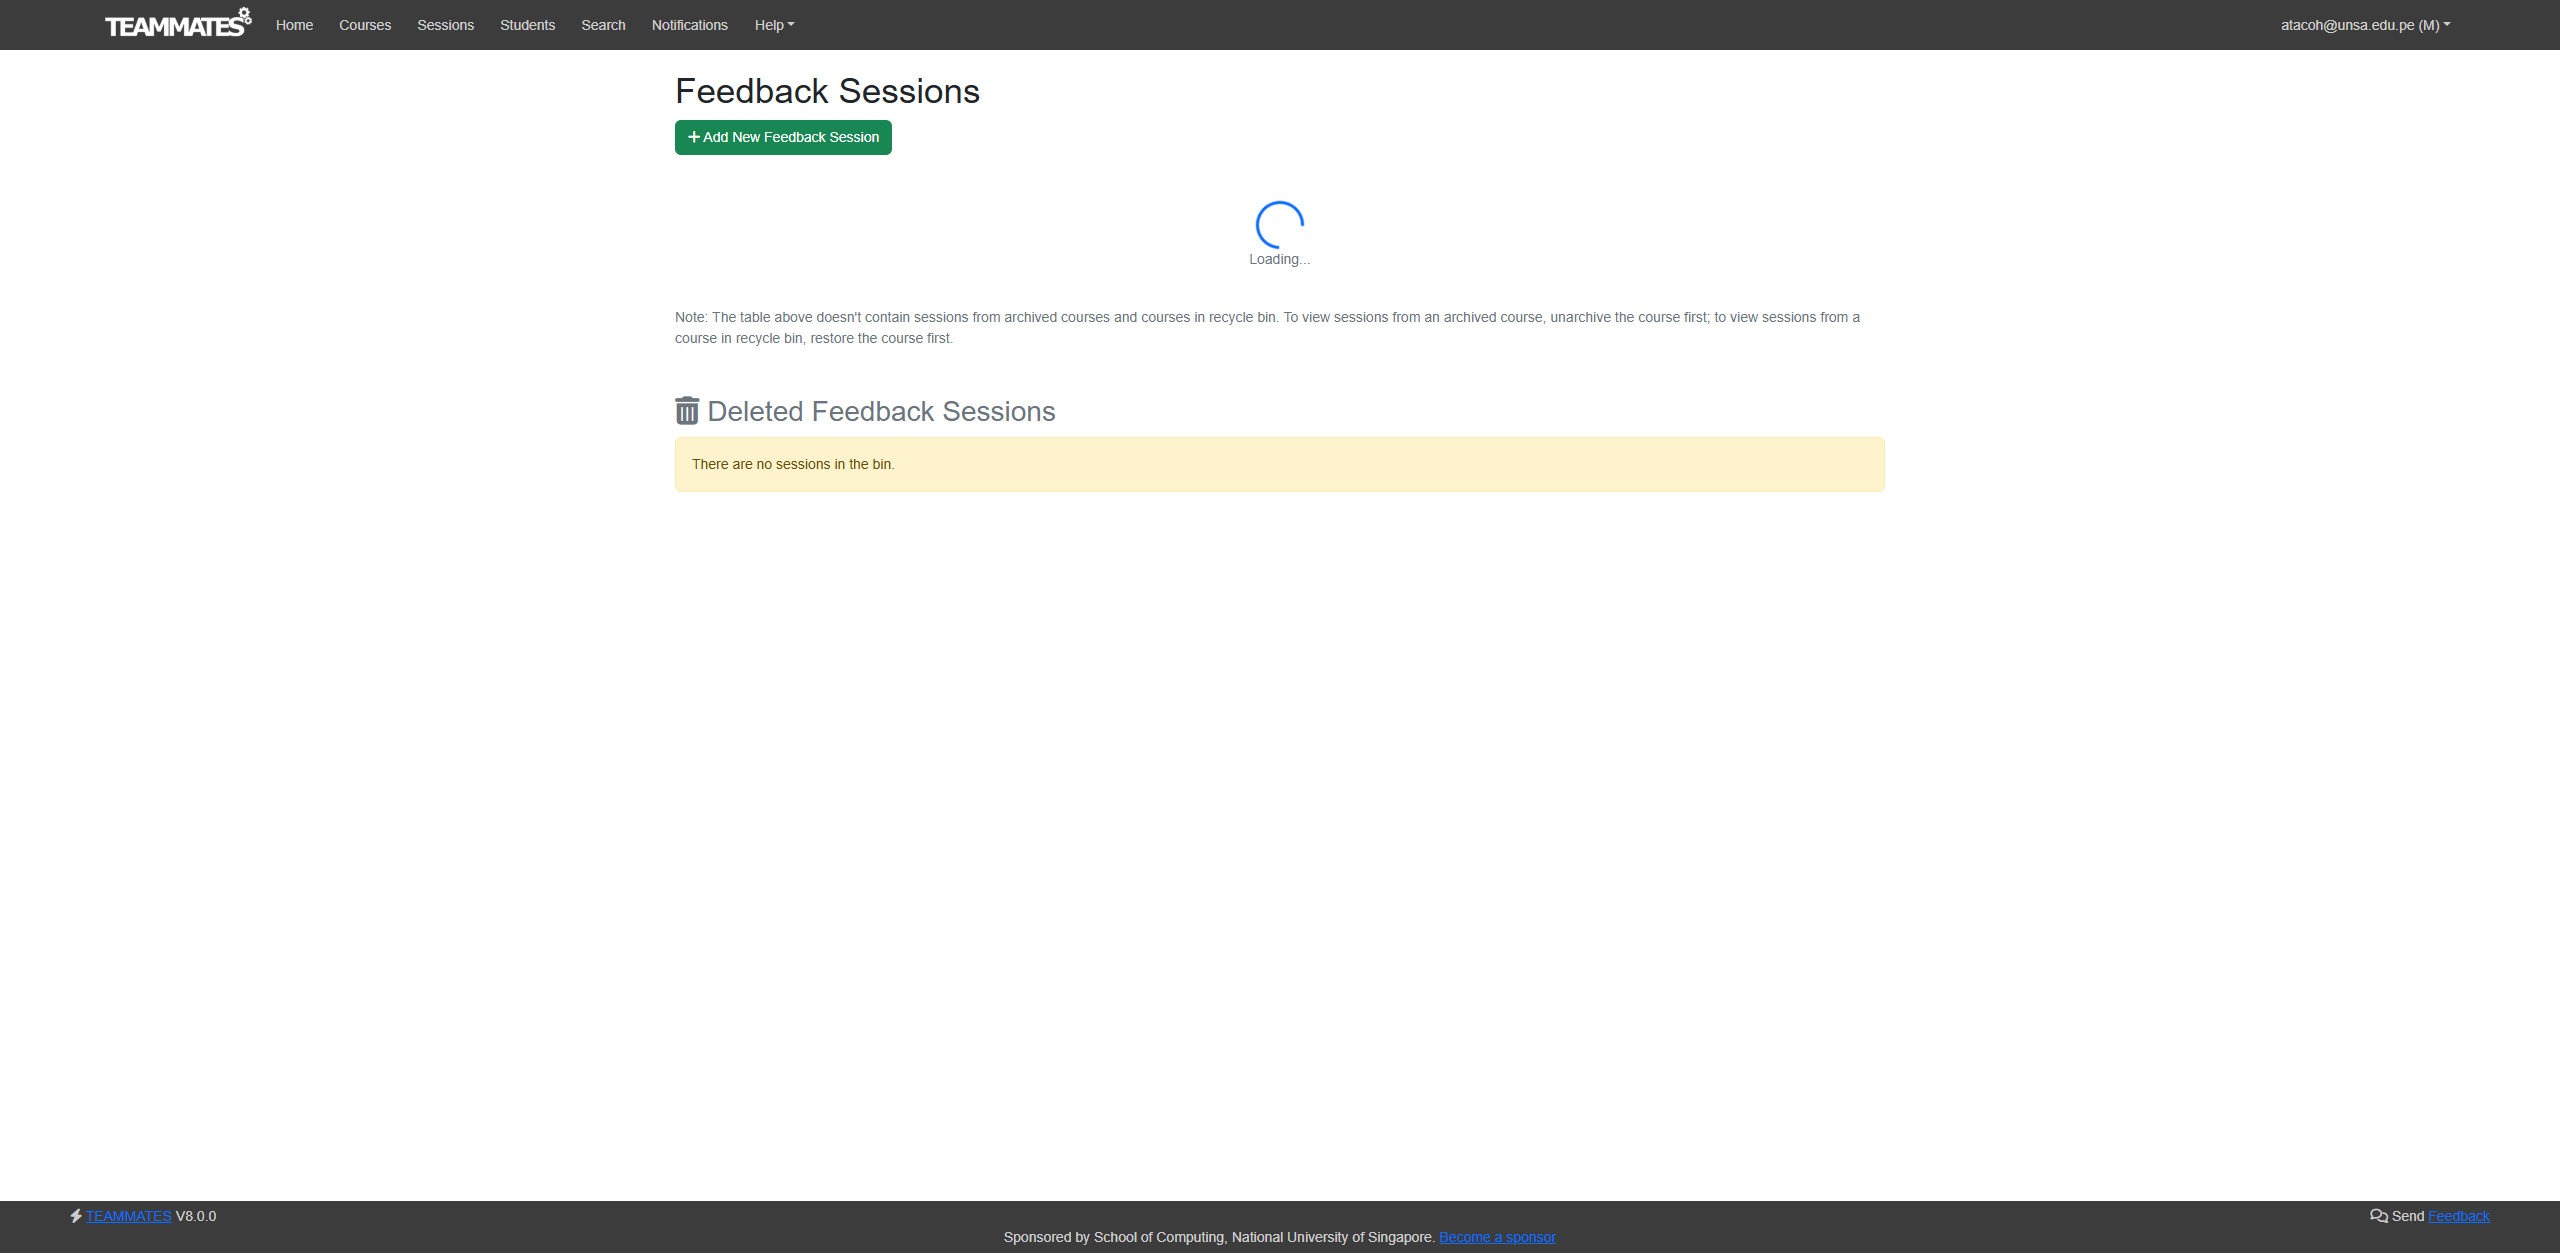 TEAMMATES Home Courses Sessions Students Search Notifications Help atacoh@unsa.edu.pe (M)
Feedback Sessions
Add New Feedback Session
Loading...
Note: The table above doesn't contain sessions from archived courses and courses in recycle bin. To view sessions from an archived course, unarchive the course first; to view sessions from a
course in recycle bin, restore the course first.
Deleted Feedback Sessions
There are no sessions in the bin.
TEAMMATES V8.0.0 Send Feedback
Sponsored by School of Computing, National University of Singapore. Become a sponsor